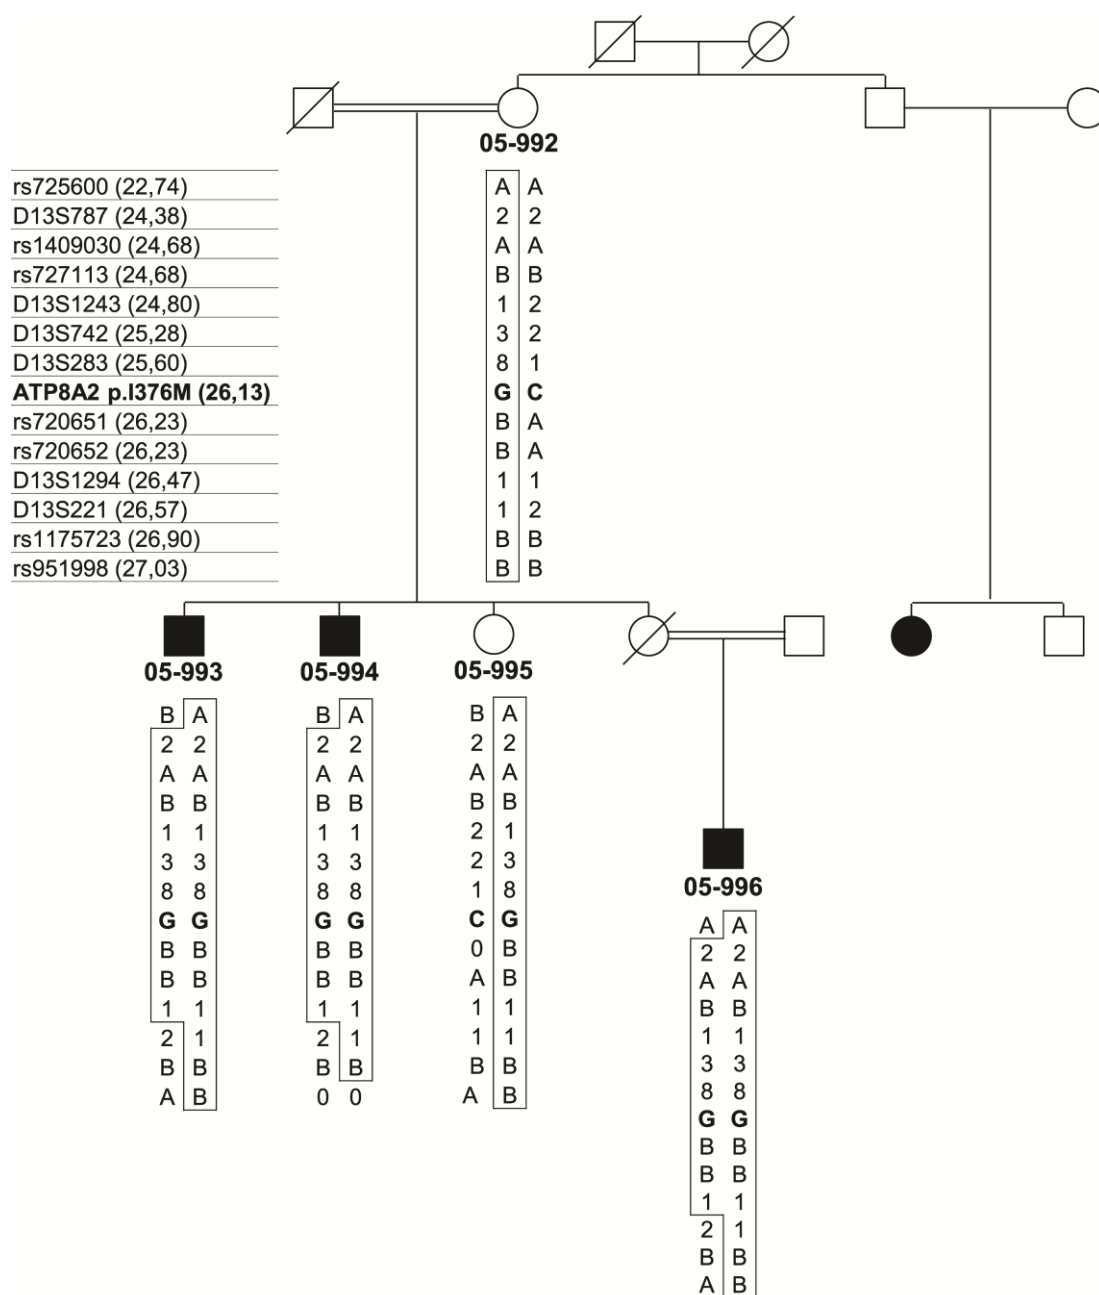 05-992
rs725600 (22,74) A A
D13S787 (24,38) 2 2
rs1409030 (24,68) A A
rs727113 (24,68) B B
D13S1243 (24,80) 1 2
D13S742 (25,28) 3 2
D13S283 (25,60) 8 1
ATP8A2 p.I376M (26,13) G C
rs720651 (26,23) B A
rs720652 (26,23) B A
D13S1294 (26,47) 1 1
D13S221 (26,57) 1 2
rs1175723 (26,90) B B
rs951998 (27,03) B B
05-993 05-994 05-995
B A B A B A
2 2 2 2 2 2
A A A A A A
B B B B B B
1 1 1 1 2 1
3 3 3 3 2 3
8 8 8 8 1 8
G G G G C G
B B B B 0 B
B B B B A B
1 1 1 1 1 1
2 1 2 1 1 1
B B B B B B
A B 0 0 A B
05-996
A A
2 2
A A
B B
1 1
3 3
8 8
G G
B B
B B
1 1
2 1
B B
A B